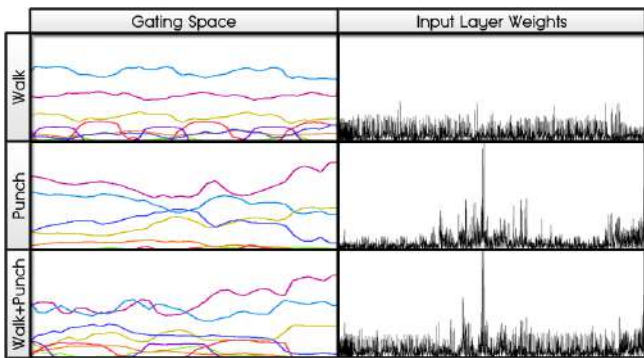 Gating Space
Input Layer Weights
Walk
Punch
Walk+Punch